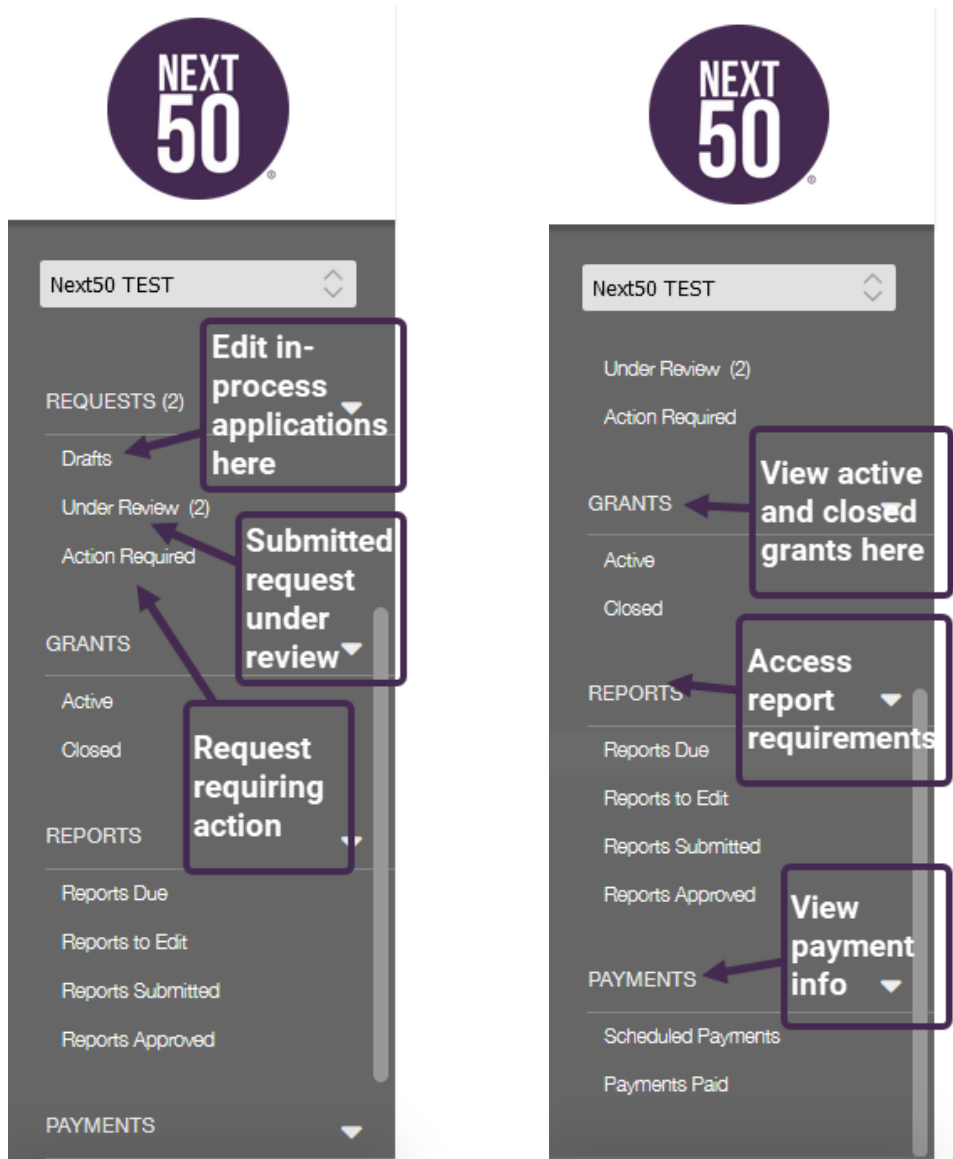 NEXT
50
Next50 TEST
Edit in-
process
applications
here
REQUESTS (2)
Drafts
Under Review (2)
Submitted
request
under
review
Action Required
GRANTS
Active
Closed
Request
requiring
action
REPORTS
Reports Due
Reports to Edit
Reports Submitted
Reports Approved
PAYMENTS
NEXT
50
Next50 TEST
Under Review (2)
Action Required
View active
and closed
grants here
GRANTS
Active
Closed
Access
report
requirements
REPORTS
Reports Due
Reports to Edit
Reports Submitted
Reports Approved
View
payment
info
PAYMENTS
Scheduled Payments
Payments Paid